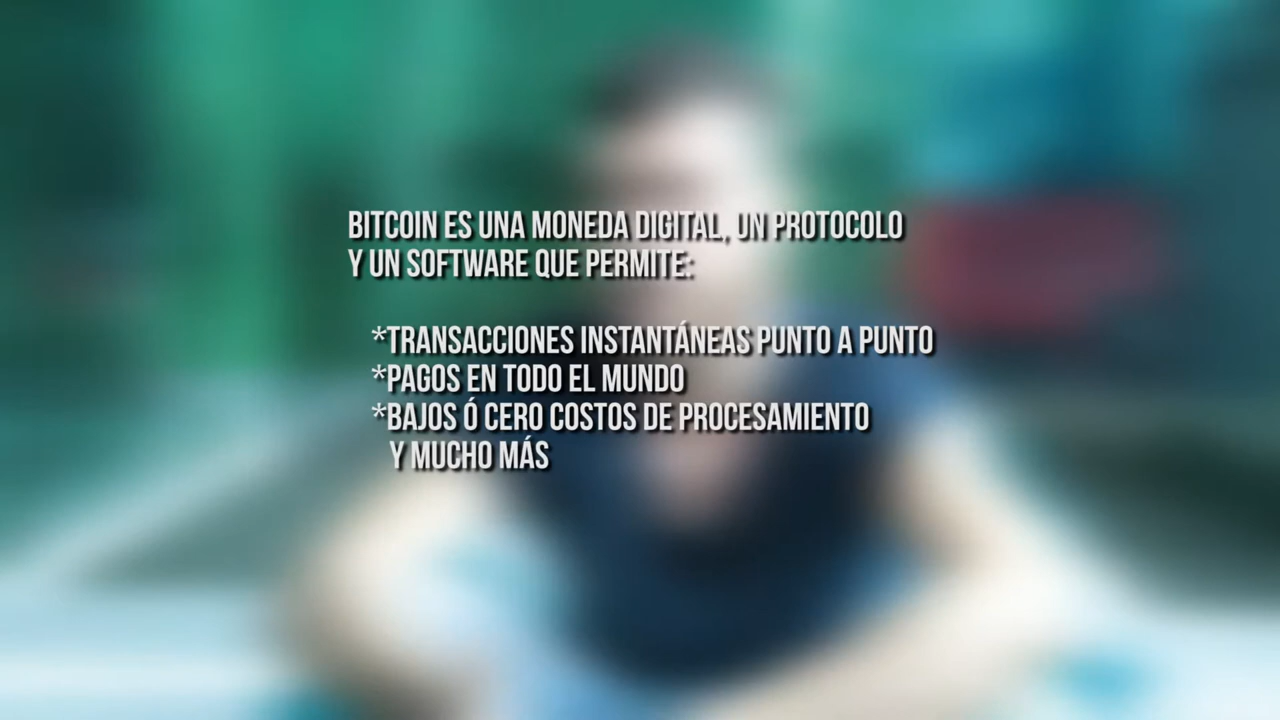 BITCOIN ES UNA MONEDA DIGITAL, UN PROTOCOLO
Y UN SOFTWARE QUE PERMITE:
*TRANSACCIONES INSTANTÁNEAS PUNTO A PUNTO
*PAGOS EN TODO EL MUNDO
*BAJOS Ó CERO COSTOS DE PROCESAMIENTO
Y MUCHO MÁS